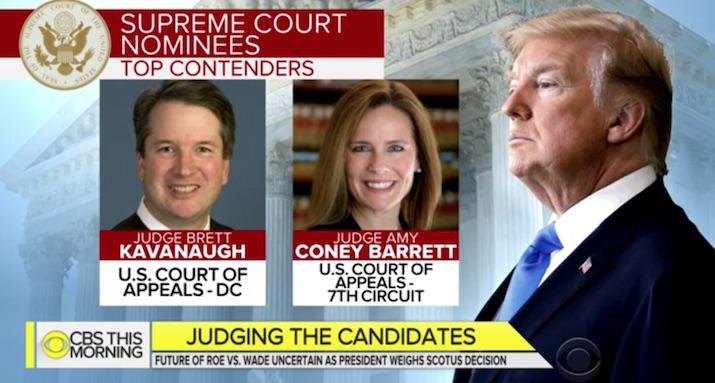 SUPREME COURT
NOMINEES
TOP CONTENDERS
JUDGE BRETT
KAVANAUGH
U.S. COURT OF
APPEALS - DC
JUDGE AMY
CONEY BARRETT
U.S. COURT OF
APPEALS -
7TH CIRCUIT
CBS THIS
MORNING
JUDGING THE CANDIDATES
FUTURE OF ROE VS. WADE UNCERTAIN AS PRESIDENT WEIGHS SCOTUS DECISION